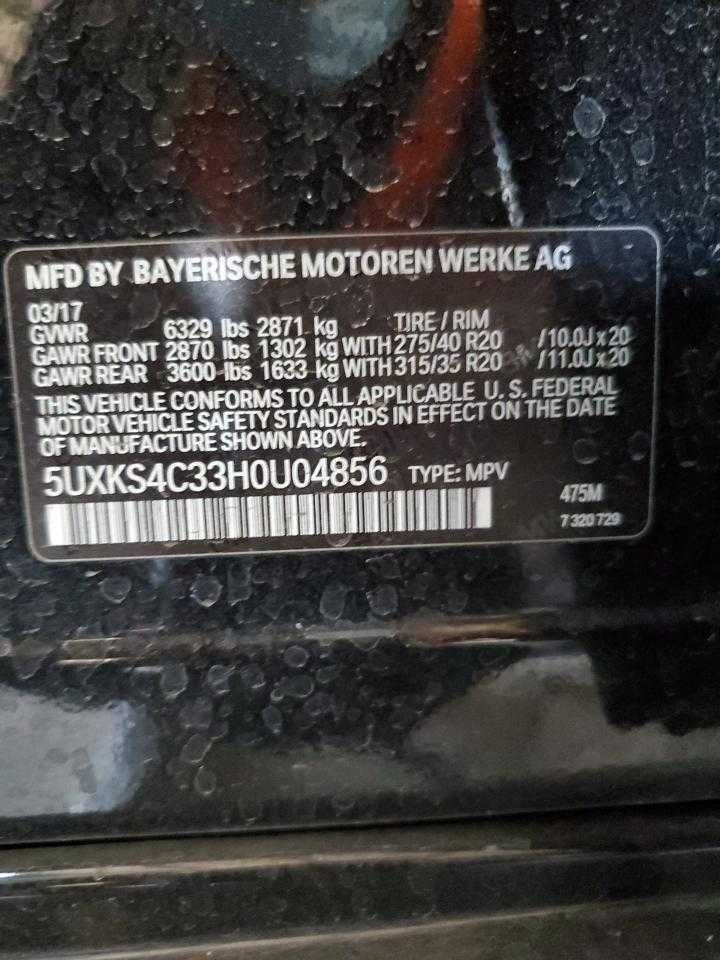 MFD BY BAYERISCHE MOTOREN WERKE AG
03/17
GVWR 6329 lbs 2871 kg TIRE / RIM
GAWR FRONT 2870 lbs 1302 kg WITH 275/40 R20 /10.0J x 20
GAWR REAR 3600 lbs 1633 kg WITH 315/35 R20 /11.0J x 20
THIS VEHICLE CONFORMS TO ALL APPLICABLE U. S. FEDERAL
MOTOR VEHICLE SAFETY STANDARDS IN EFFECT ON THE DATE
OF MANUFACTURE SHOWN ABOVE.
5UXKS4C33H0U04856 TYPE: MPV
475M
7 320 729